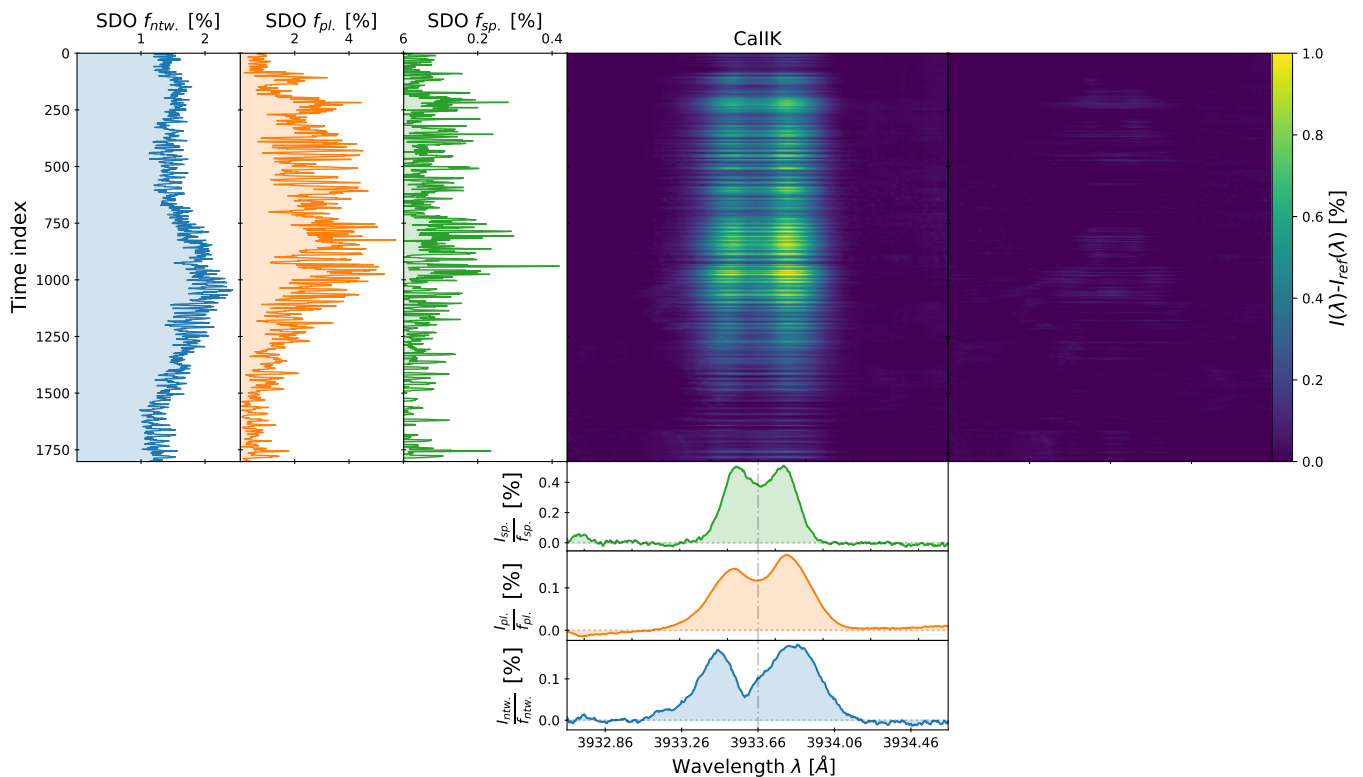 SDO f_ntw. [%] SDO f_pl. [%] SDO f_sp. [%]
CaIIK
1 2 2 4 6 0.2 0.4
0
250
500
750
1000
1250
1500
1750
Time index
1.0
0.8
0.6
0.4
0.2
0.0
I(λ)-I_ref(λ) [%]
0.4
0.2
0.0
I_sp./f_sp. [%]
0.1
0.0
I_pl./f_pl. [%]
0.1
0.0
I_ntw./f_ntw. [%]
3932.86 3933.26 3933.66 3934.06 3934.46
Wavelength λ [Å]